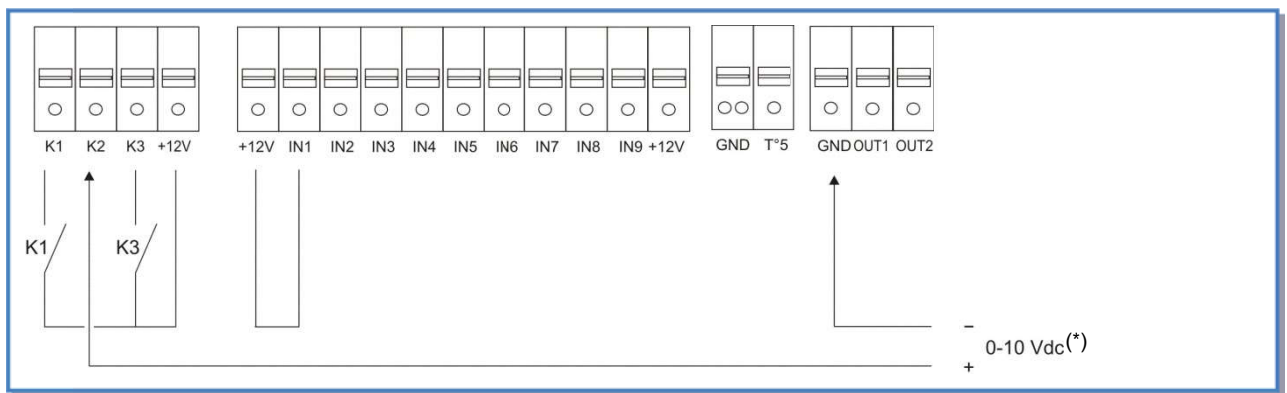 K1 K2 K3 +12V +12V IN1 IN2 IN3 IN4 IN5 IN6 IN7 IN8 IN9 +12V GND T°5 GND OUT1 OUT2
K1 K3
−
0-10 Vdc(*)
+